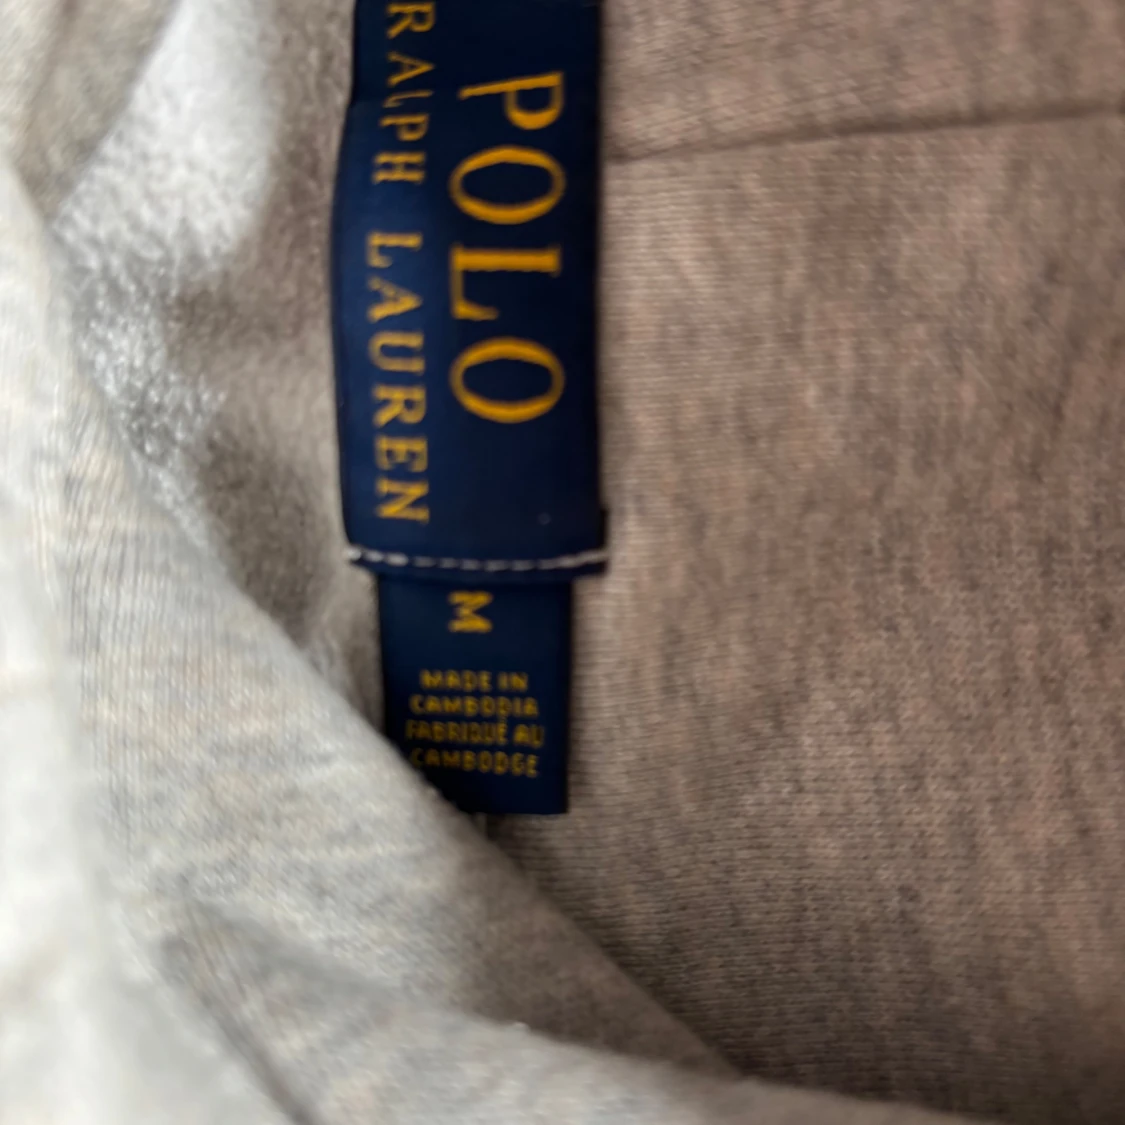 POLO
RALPH LAUREN
M
MADE IN
CAMBODIA
FABRIQUÉ AU
CAMBODGE